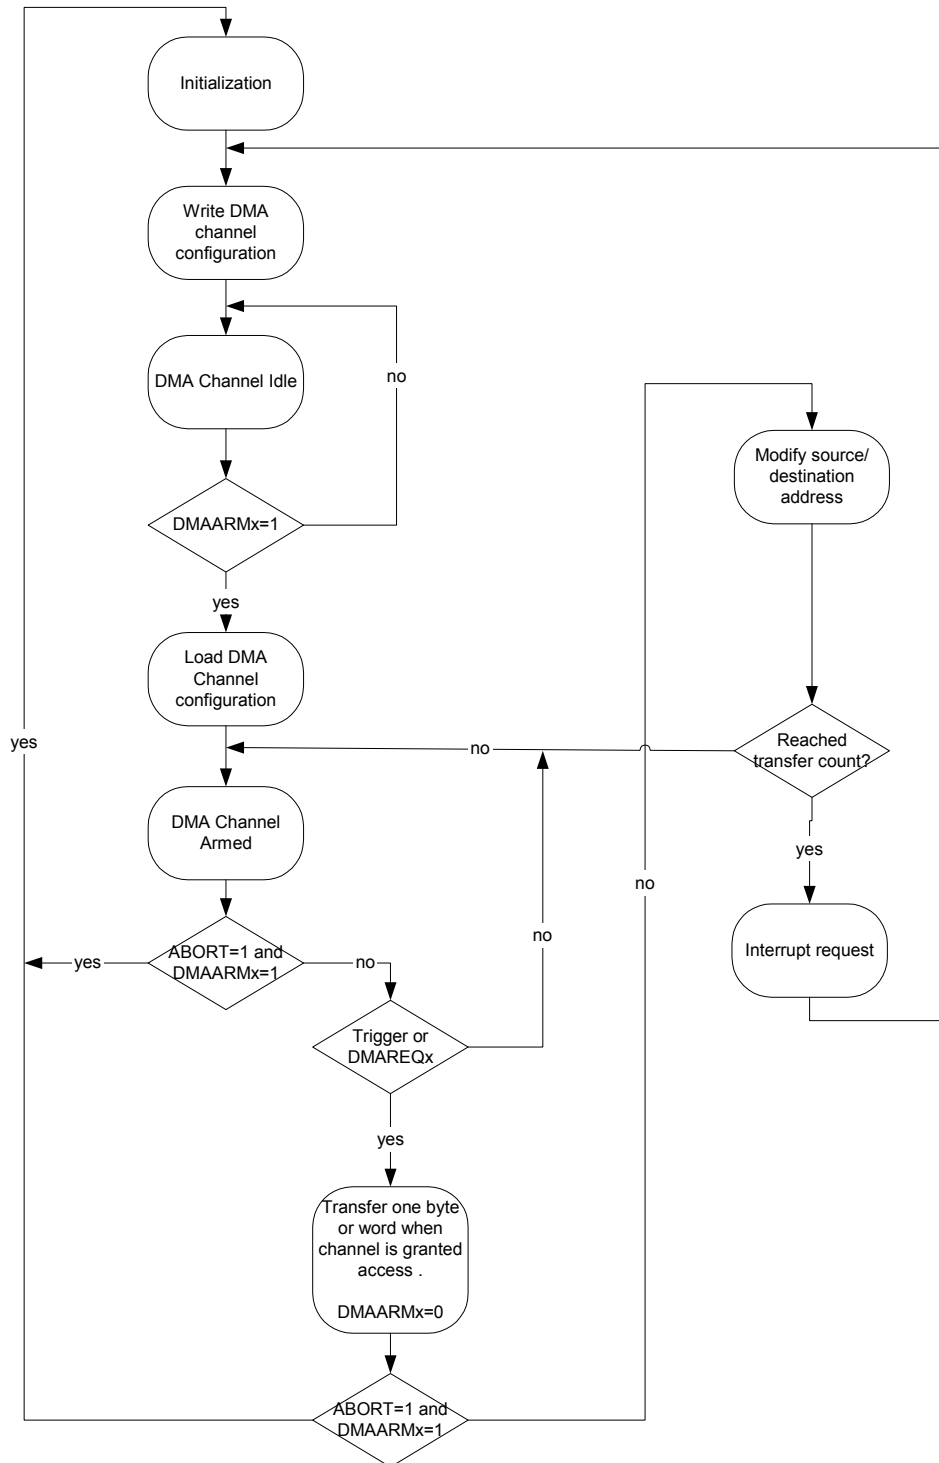 Initialization
Write DMA
channel
configuration
DMA Channel Idle
no
DMAARMx=1
yes
Load DMA
Channel
configuration
yes
no
DMA Channel
Armed
ABORT=1 and
DMAARMx=1
yes
no
Trigger or
DMAREQx
no
yes
Transfer one byte
or word when
channel is granted
access .
DMAARMx=0
ABORT=1 and
DMAARMx=1
no
Modify source/
destination
address
Reached
transfer count?
yes
Interrupt request